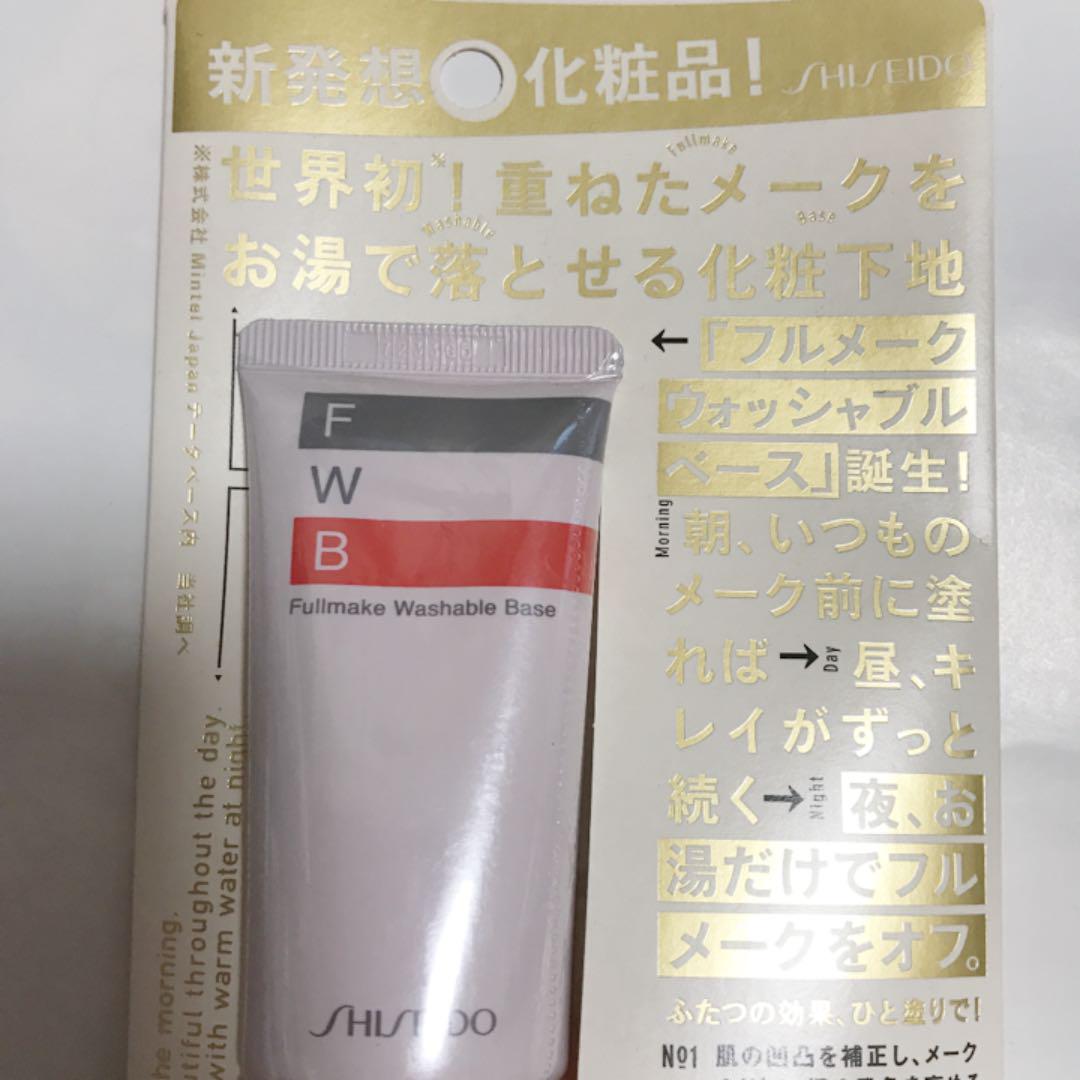 新発想 化粧品! SHISEIDO
世界初※!重ねたメークを
Fullmake
お湯で落とせる化粧下地
Washable
Base
←「フルメーク
ウォッシャブル
ベース」誕生!
Morning
朝、いつもの
メーク前に塗
れば→昼、キ
Day
レイがずっと
続く→夜、お
Night
湯だけでフル
メークをオフ。
ふたつの効果、ひと塗りで!
No1 肌の凹凸を補正し、メーク
※株式会社 Mintel Japan データベース内 当社調べ
F
W
B
Fullmake Washable Base
SHISEIDO
he morning.
utiful throughout the day.
with warm water at night